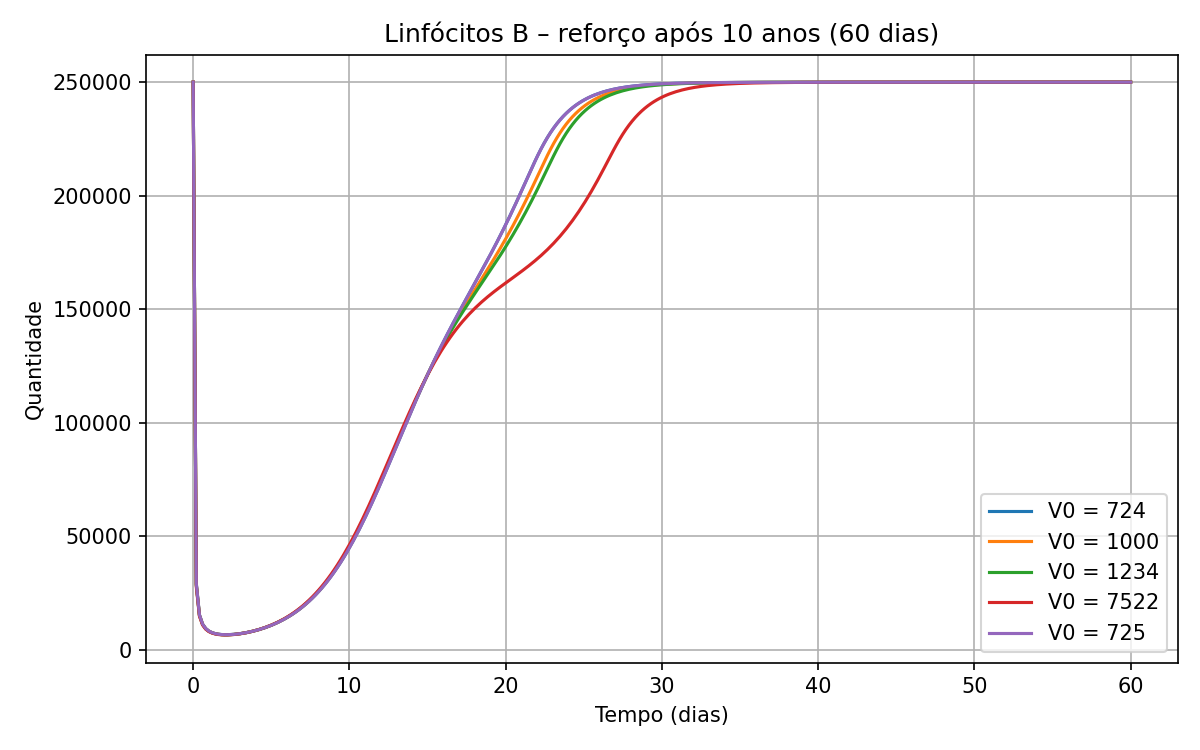 Linfócitos B – reforço após 10 anos (60 dias)
Quantidade
250000
200000
150000
100000
50000
0
0 10 20 30 40 50 60
Tempo (dias)
V0 = 724
V0 = 1000
V0 = 1234
V0 = 7522
V0 = 725